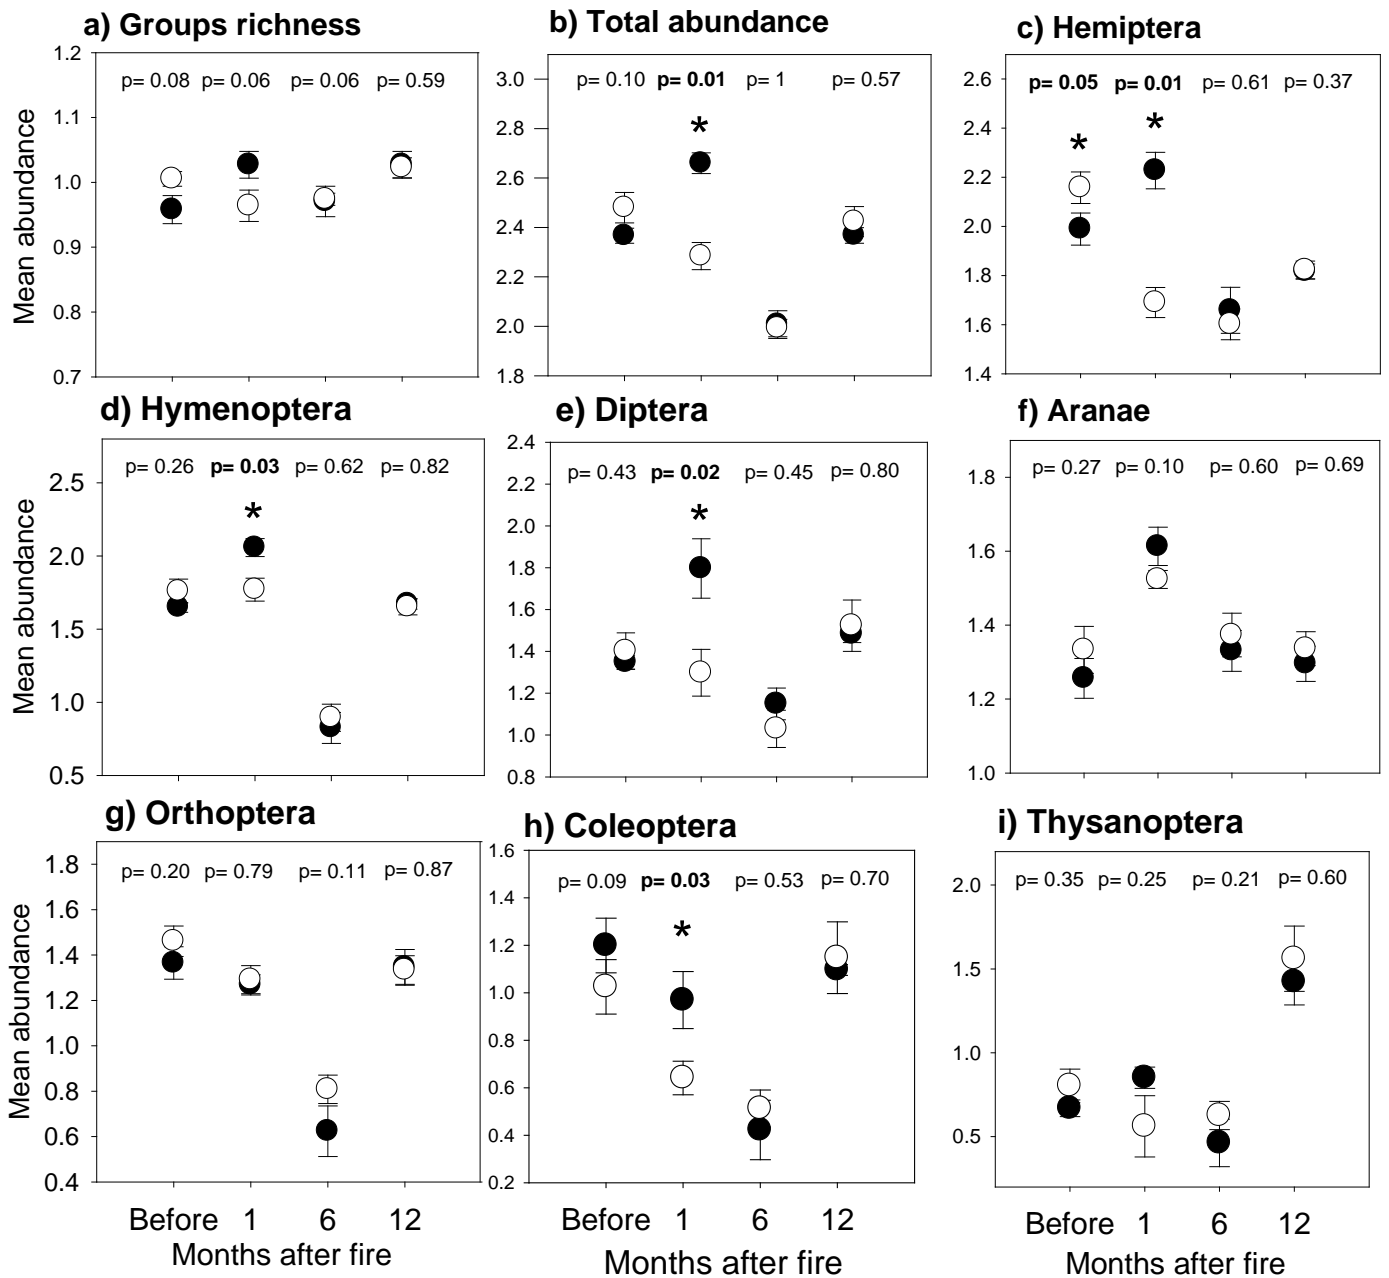 a) Groups richness
1.2
1.1
1.0
0.9
0.8
0.7
Mean abundance
p= 0.08 p= 0.06 p= 0.06 p= 0.59
b) Total abundance
3.0
2.8
2.6
2.4
2.2
2.0
1.8
p= 0.10 p= 0.01 p= 1 p= 0.57
*
c) Hemiptera
2.6
2.4
2.2
2.0
1.8
1.6
1.4
p= 0.05 p= 0.01 p= 0.61 p= 0.37
* *
d) Hymenoptera
2.5
2.0
1.5
1.0
0.5
Mean abundance
p= 0.26 p= 0.03 p= 0.62 p= 0.82
*
e) Diptera
2.4
2.2
2.0
1.8
1.6
1.4
1.2
1.0
0.8
p= 0.43 p= 0.02 p= 0.45 p= 0.80
*
f) Aranae
1.8
1.6
1.4
1.2
1.0
p= 0.27 p= 0.10 p= 0.60 p= 0.69
g) Orthoptera
1.8
1.6
1.4
1.2
1.0
0.8
0.6
0.4
Mean abundance
p= 0.20 p= 0.79 p= 0.11 p= 0.87
Before 1 6 12
Months after fire
h) Coleoptera
1.6
1.4
1.2
1.0
0.8
0.6
0.4
0.2
p= 0.09 p= 0.03 p= 0.53 p= 0.70
*
Before 1 6 12
Months after fire
i) Thysanoptera
2.0
1.5
1.0
0.5
p= 0.35 p= 0.25 p= 0.21 p= 0.60
Before 1 6 12
Months after fire